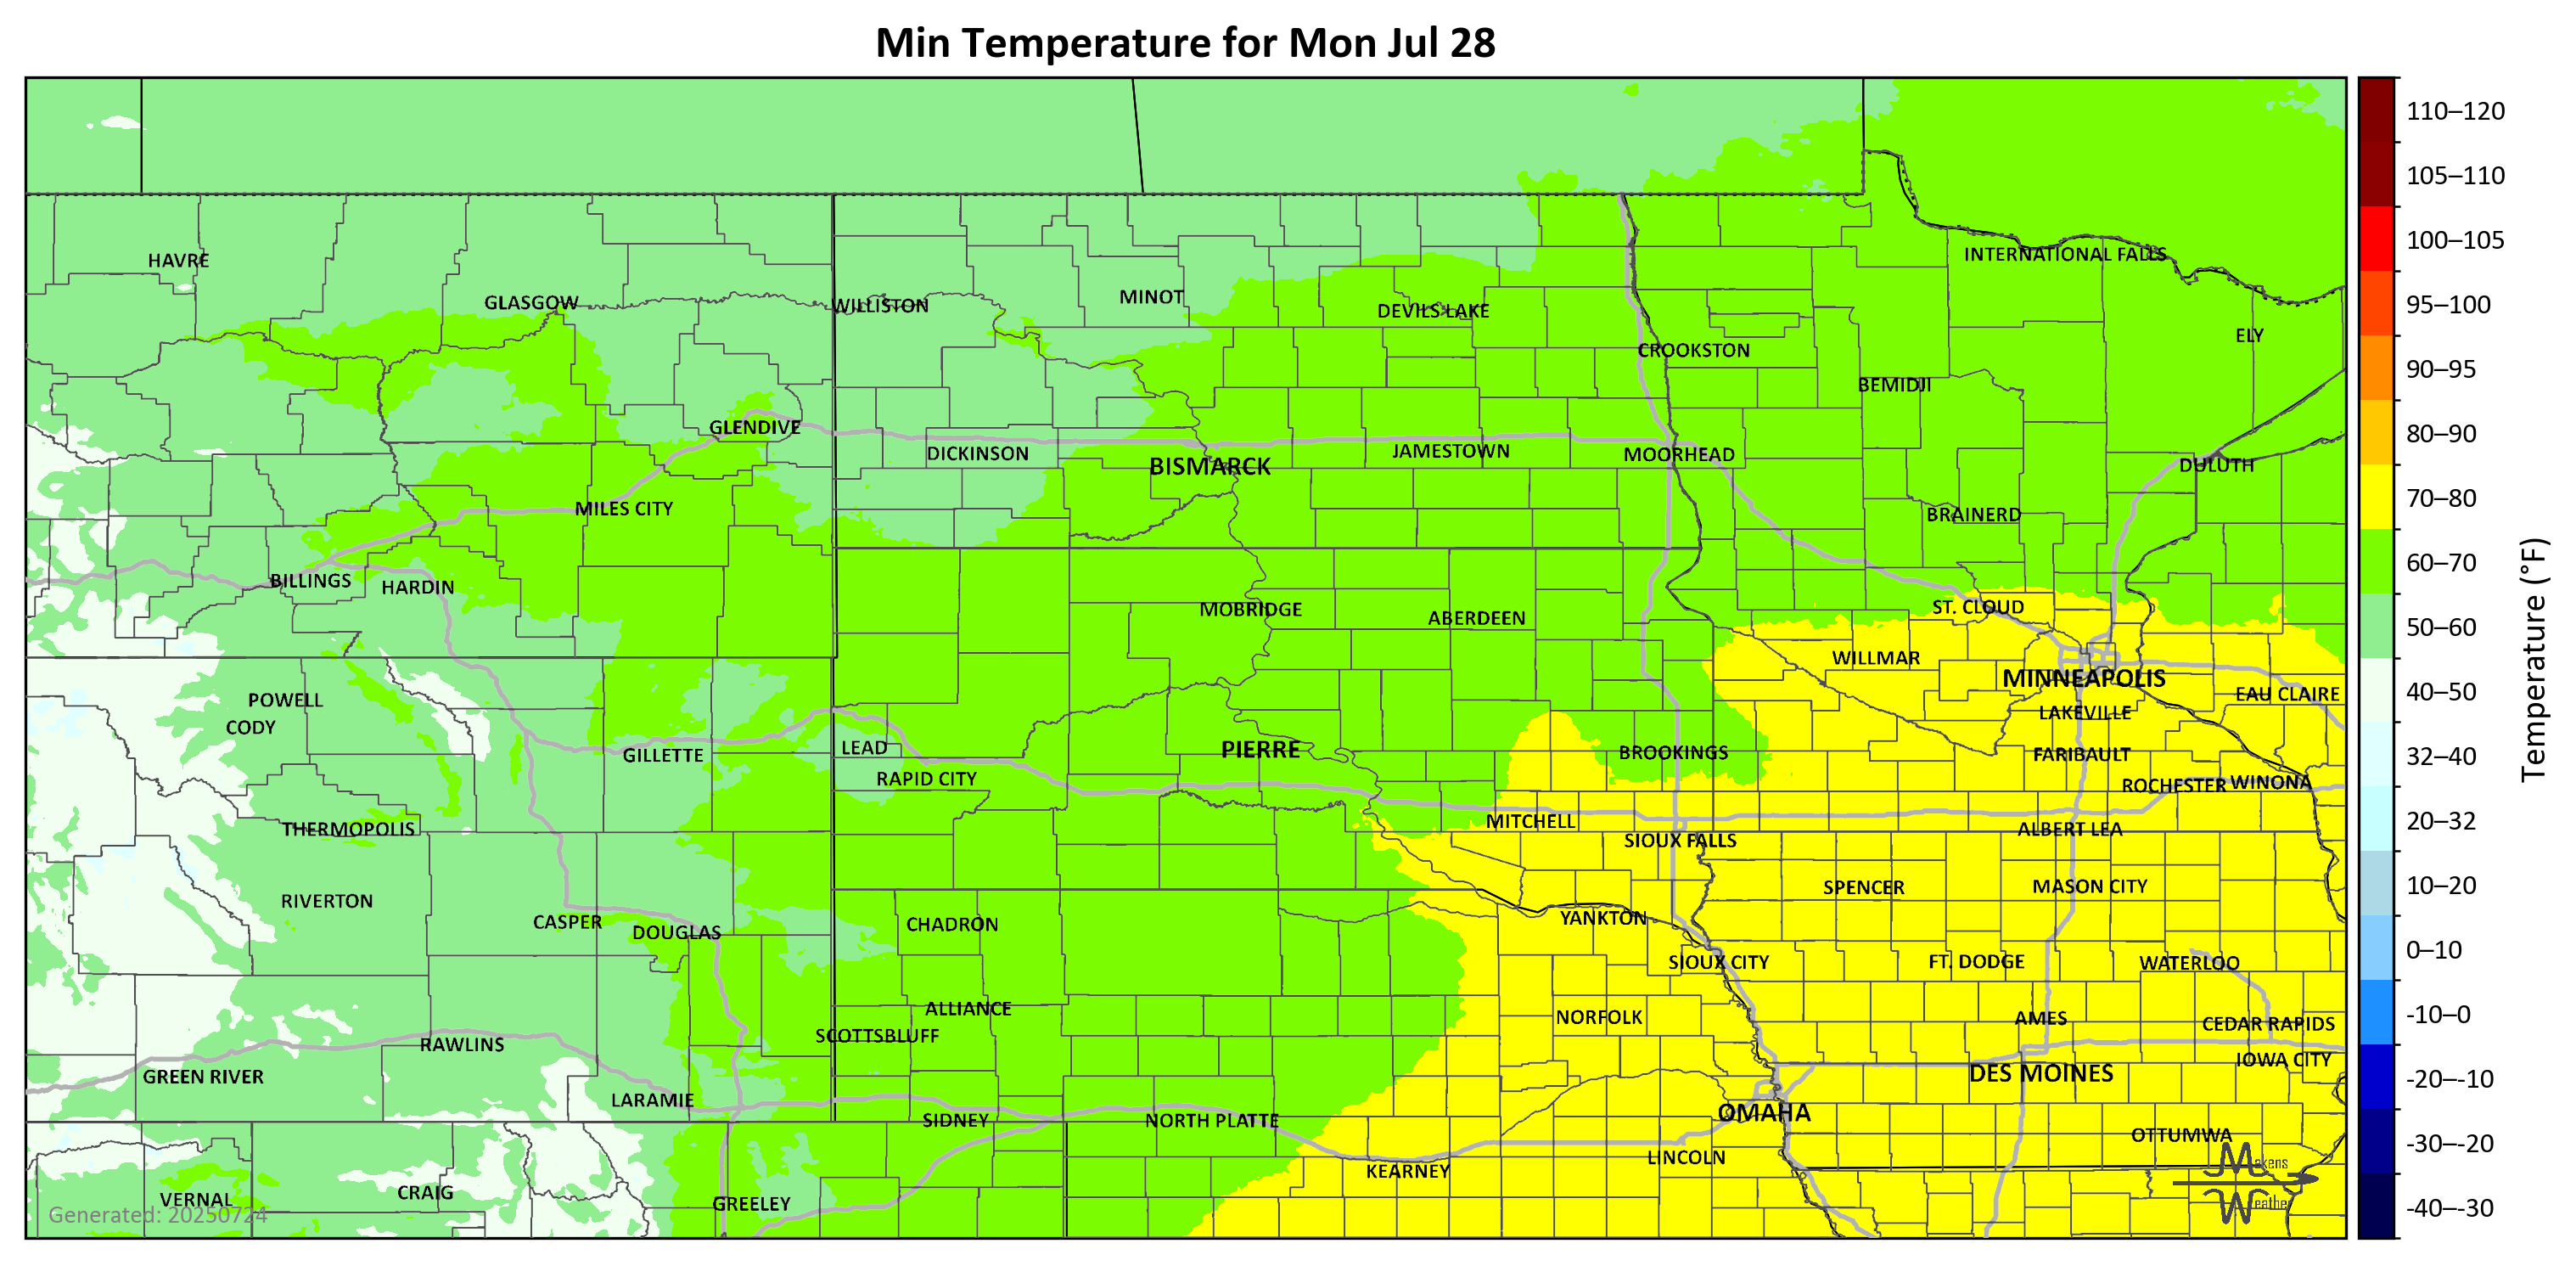 Min Temperature for Mon Jul 28
HAVRE
GLASGOW
WILLISTON
MINOT
DEVILS LAKE
INTERNATIONAL FALLS
ELY
CROOKSTON
BEMIDJI
GLENDIVE
DICKINSON
BISMARCK
JAMESTOWN
MOORHEAD
DULUTH
MILES CITY
BRAINERD
BILLINGS
HARDIN
MOBRIDGE
ABERDEEN
ST. CLOUD
WILLMAR
MINNEAPOLIS
EAU CLAIRE
POWELL
CODY
LAKEVILLE
GILLETTE
LEAD
PIERRE
BROOKINGS
FARIBAULT
RAPID CITY
ROCHESTER
WINONA
THERMOPOLIS
MITCHELL
ALBERT LEA
SIOUX FALLS
SPENCER
MASON CITY
RIVERTON
CASPER
DOUGLAS
CHADRON
YANKTON
SIOUX CITY
FT. DODGE
WATERLOO
ALLIANCE
NORFOLK
AMES
CEDAR RAPIDS
SCOTTSBLUFF
RAWLINS
IOWA CITY
GREEN RIVER
DES MOINES
LARAMIE
SIDNEY
NORTH PLATTE
OMAHA
OTTUMWA
LINCOLN
KEARNEY
VERNAL
CRAIG
GREELEY
Generated: 20250724
Makens
Weather
110–120
105–110
100–105
95–100
90–95
80–90
70–80
60–70
50–60
40–50
32–40
20–32
10–20
0–10
-10–0
-20–-10
-30–-20
-40–-30
Temperature (°F)